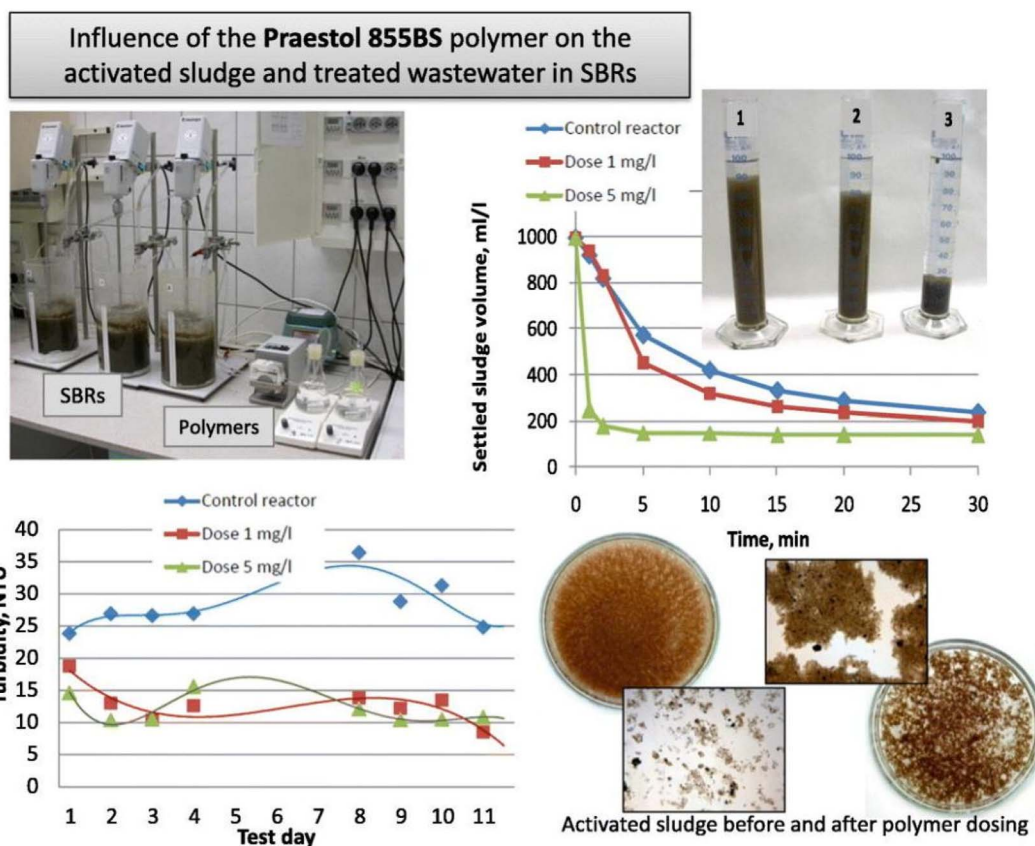 Influence of the Praestol 855BS polymer on the
activated sludge and treated wastewater in SBRs
SBRs
Polymers
Control reactor
Dose 1 mg/l
Dose 5 mg/l
1
2
3
Settled sludge volume, ml/l
1000
800
600
400
200
0
0 5 10 15 20 25 30
Time, min
Control reactor
Dose 1 mg/l
Dose 5 mg/l
Turbidity, NTU
40
35
30
25
20
15
10
5
0
1 2 3 4 5 6 7 8 9 10 11
Test day
Activated sludge before and after polymer dosing